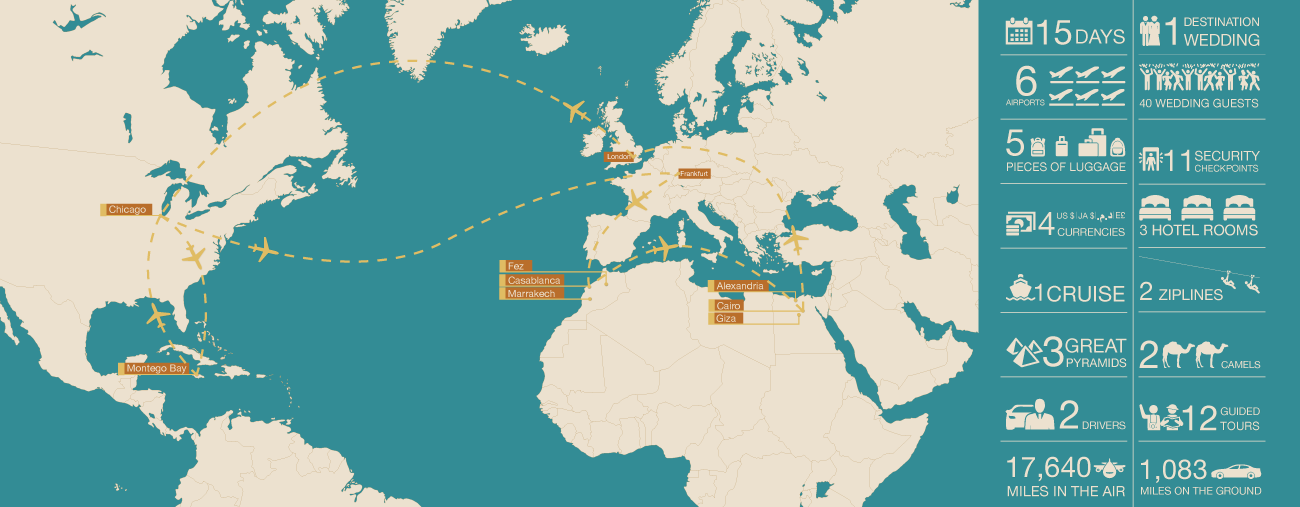 London
Frankfurt
Chicago
Fez
Casablanca
Marrakech
Alexandria
Cairo
Giza
Montego Bay
15 DAYS
1 DESTINATION
WEDDING
6
AIRPORTS
40 WEDDING GUESTS
5
PIECES OF LUGGAGE
11 SECURITY
CHECKPOINTS
4 US $ JA $ د.م. E£
CURRENCIES
3 HOTEL ROOMS
1 CRUISE
2 ZIPLINES
3 GREAT
PYRAMIDS
2 CAMELS
2 DRIVERS
12 GUIDED
TOURS
17,640
MILES IN THE AIR
1,083
MILES ON THE GROUND